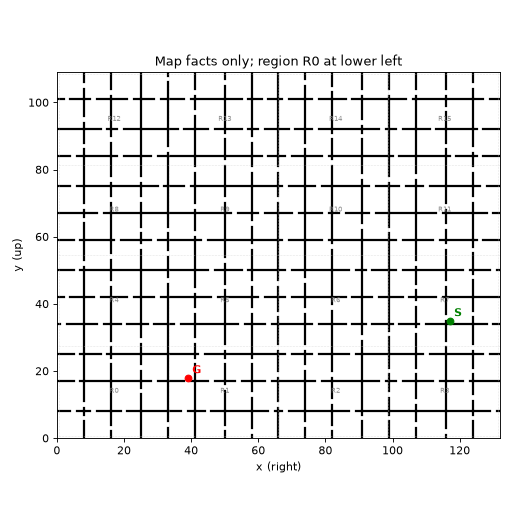 Map facts only; region R0 at lower left
100
R12
R13
R14
R15
80
R8
R9
R10
R11
60
y (up)
40
R4
R5
R6
S
20
G
R0
R1
R2
R3
0
0
20
40
60
80
100
120
x (right)